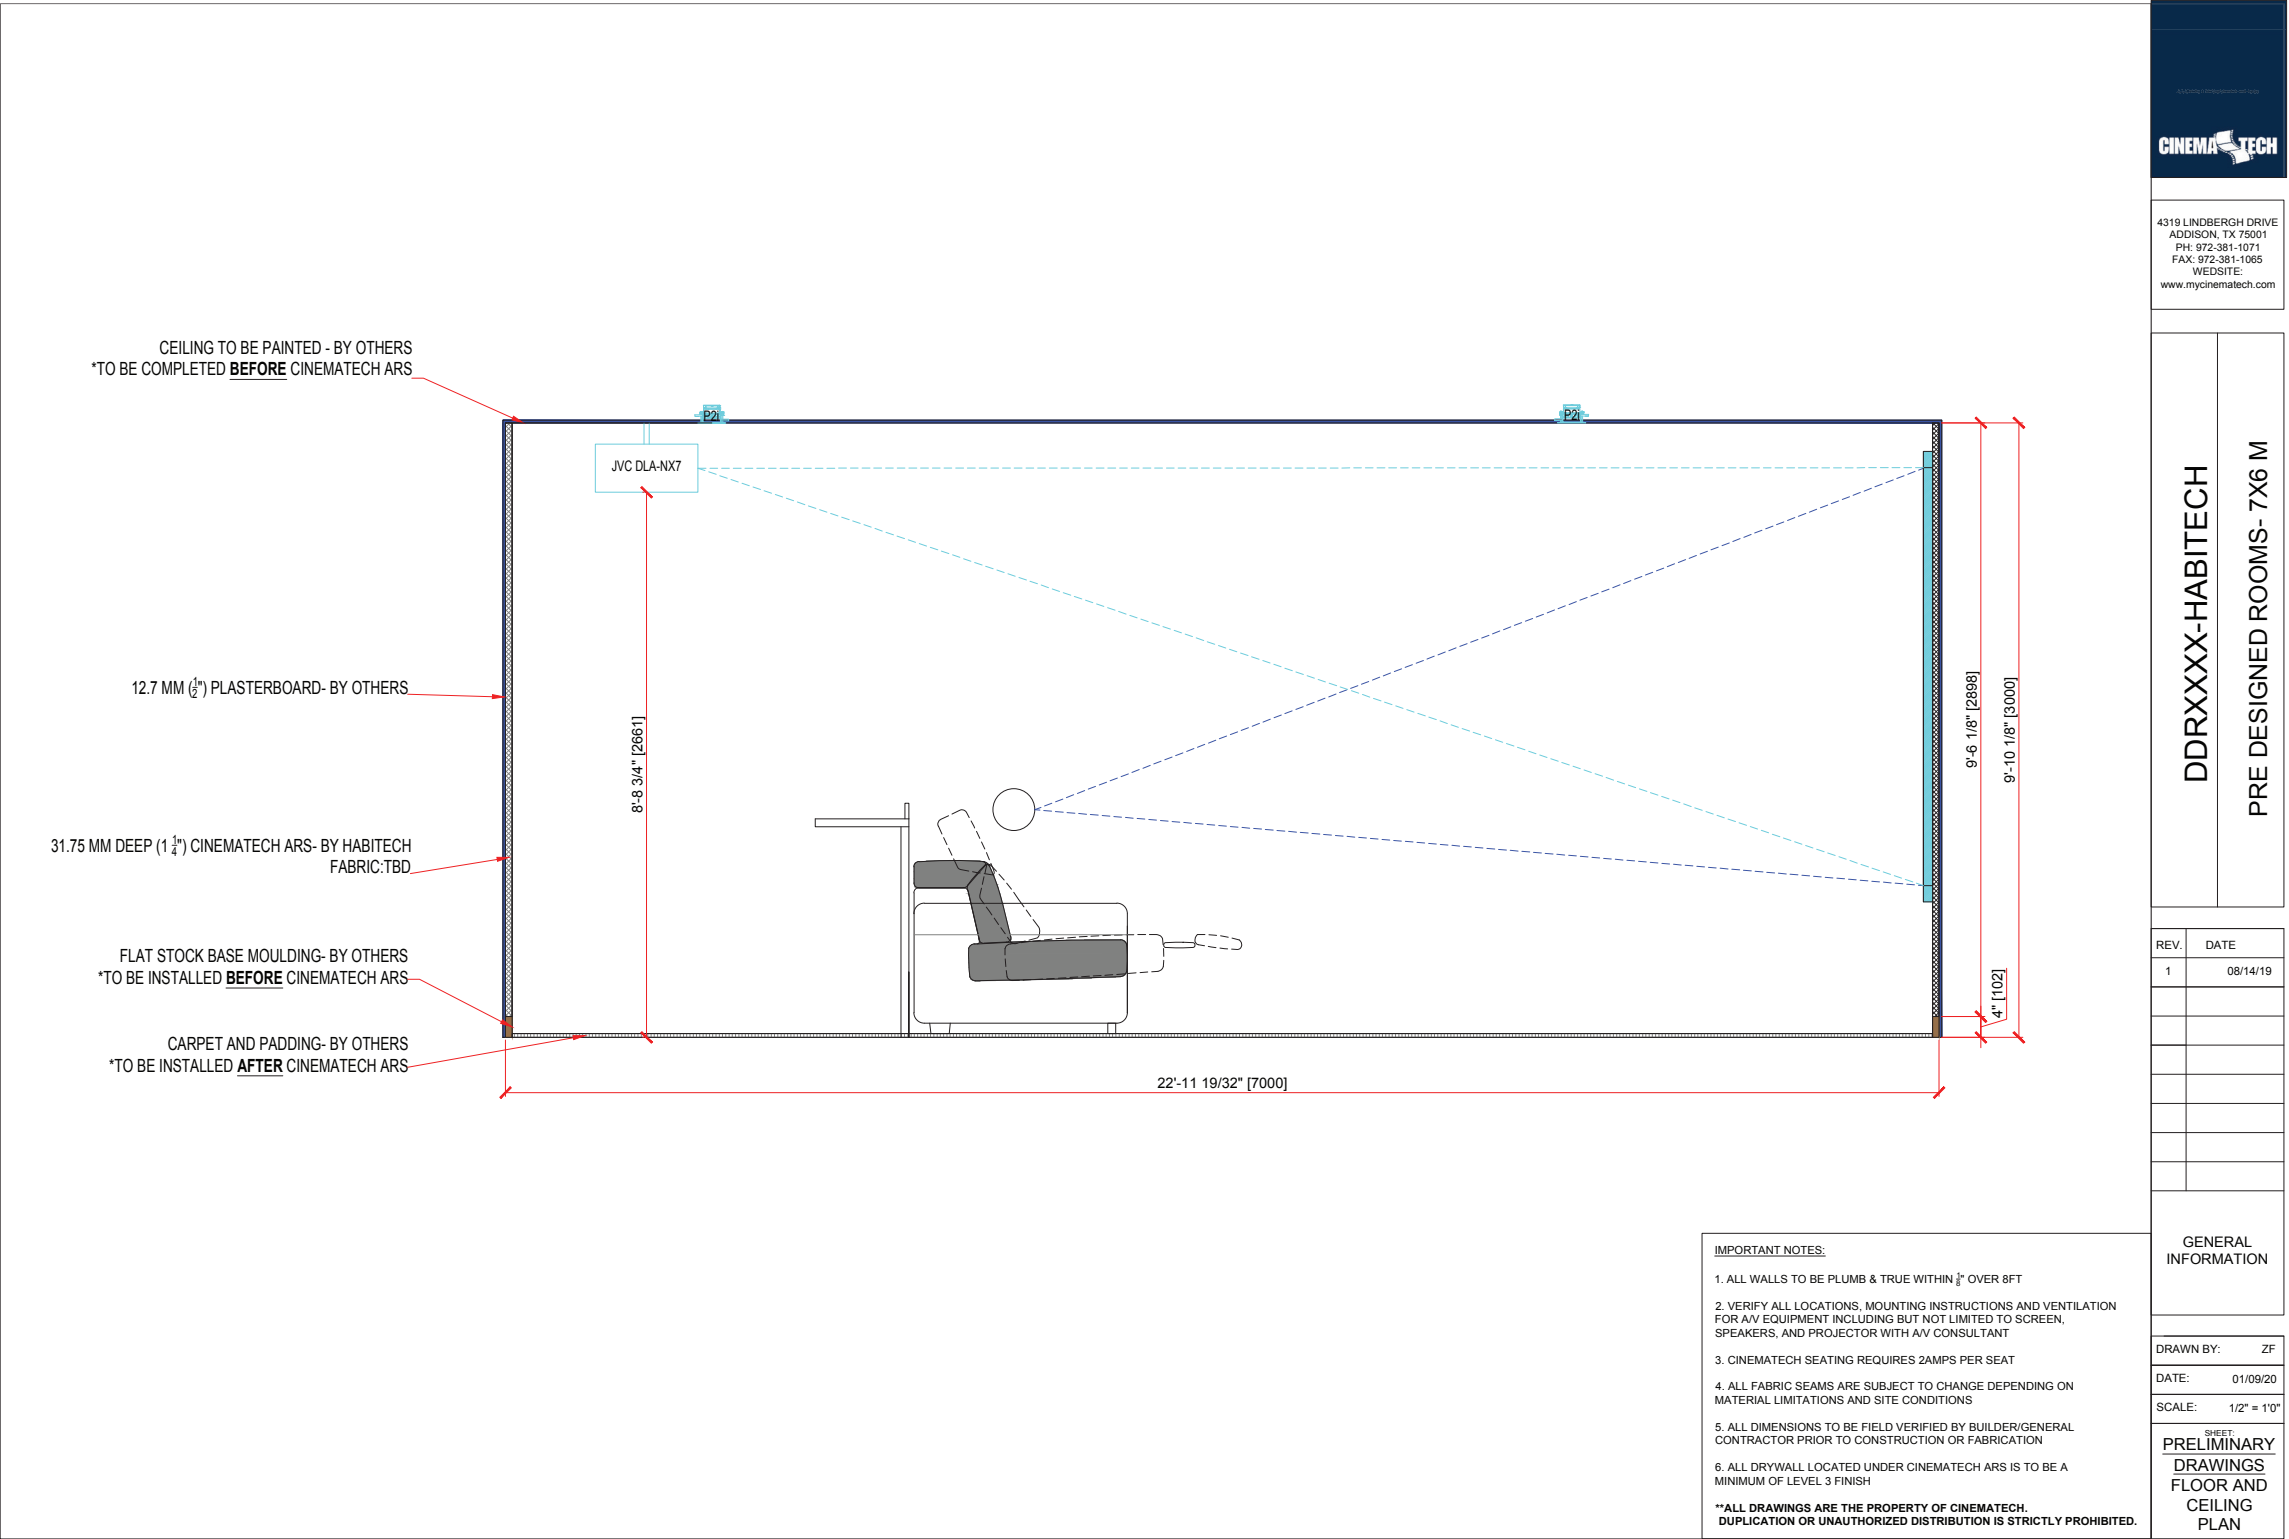 CINEMA TECH
4319 LINDBERGH DRIVE
ADDISON, TX 75001
PH: 972-381-1071
FAX: 972-381-1065
WEDSITE:
www.mycinematech.com
DDRXXXX-HABITECH
PRE DESIGNED ROOMS- 7X6 M
REV. DATE
1 08/14/19
GENERAL
INFORMATION
DRAWN BY: ZF
DATE: 01/09/20
SCALE: 1/2" = 1'0"
SHEET:
PRELIMINARY
DRAWINGS
FLOOR AND
CEILING
PLAN
CEILING TO BE PAINTED - BY OTHERS
*TO BE COMPLETED BEFORE CINEMATECH ARS
12.7 MM (1/2") PLASTERBOARD- BY OTHERS
31.75 MM DEEP (1 1/4") CINEMATECH ARS- BY HABITECH
FABRIC:TBD
FLAT STOCK BASE MOULDING- BY OTHERS
*TO BE INSTALLED BEFORE CINEMATECH ARS
CARPET AND PADDING- BY OTHERS
*TO BE INSTALLED AFTER CINEMATECH ARS
P2i
P2i
JVC DLA-NX7
8'-8 3/4" [2661]
9'-6 1/8" [2898]
9'-10 1/8" [3000]
4" [102]
22'-11 19/32" [7000]
IMPORTANT NOTES:
1. ALL WALLS TO BE PLUMB & TRUE WITHIN 1/8" OVER 8FT
2. VERIFY ALL LOCATIONS, MOUNTING INSTRUCTIONS AND VENTILATION
FOR A/V EQUIPMENT INCLUDING BUT NOT LIMITED TO SCREEN,
SPEAKERS, AND PROJECTOR WITH A/V CONSULTANT
3. CINEMATECH SEATING REQUIRES 2AMPS PER SEAT
4. ALL FABRIC SEAMS ARE SUBJECT TO CHANGE DEPENDING ON
MATERIAL LIMITATIONS AND SITE CONDITIONS
5. ALL DIMENSIONS TO BE FIELD VERIFIED BY BUILDER/GENERAL
CONTRACTOR PRIOR TO CONSTRUCTION OR FABRICATION
6. ALL DRYWALL LOCATED UNDER CINEMATECH ARS IS TO BE A
MINIMUM OF LEVEL 3 FINISH
**ALL DRAWINGS ARE THE PROPERTY OF CINEMATECH.
DUPLICATION OR UNAUTHORIZED DISTRIBUTION IS STRICTLY PROHIBITED.